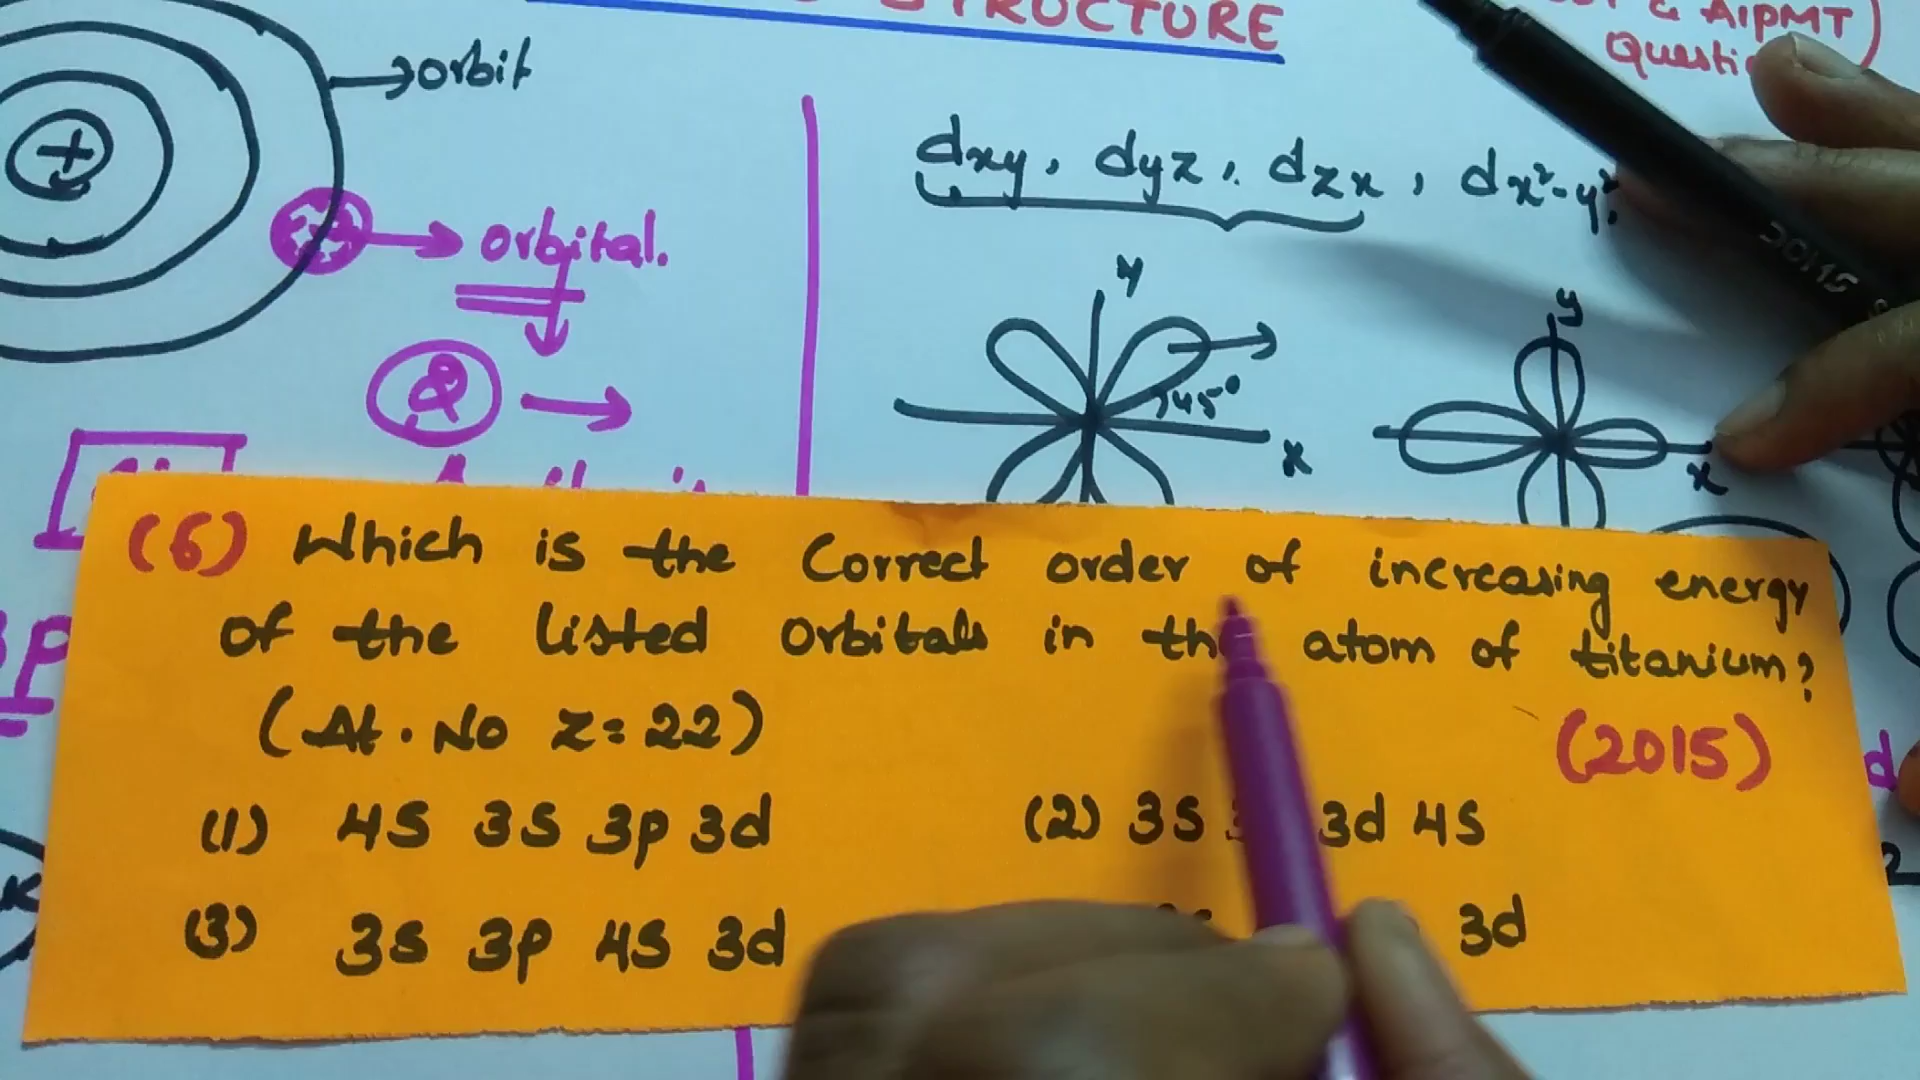 STRUCTURE
& AIPMT
orbit
dxy, dyz, dzx, dx²-y²
orbital.
y
45°
x
y
x
(6) Which is the Correct order of increasing energy
of the listed orbitals in the atom of titanium?
(At. No z = 22)
(2015)
(1) 4s 3s 3p 3d
(2) 3s 3d 4s
(3) 3s 3p 4s 3d
3d